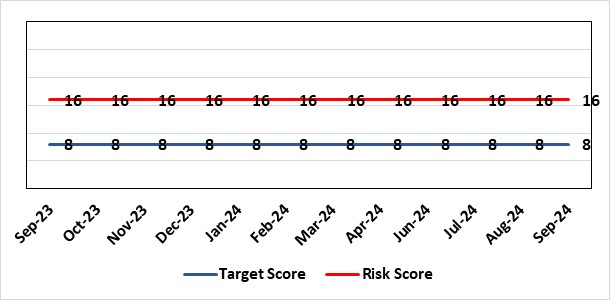 16 16 16 16 16 16 16 16 16 16 16 16
8 8 8 8 8 8 8 8 8 8 8 8
Sep-23 Oct-23 Nov-23 Dec-23 Jan-24 Feb-24 Mar-24 Apr-24 Jun-24 Jul-24 Aug-24 Sep-24
Target Score Risk Score